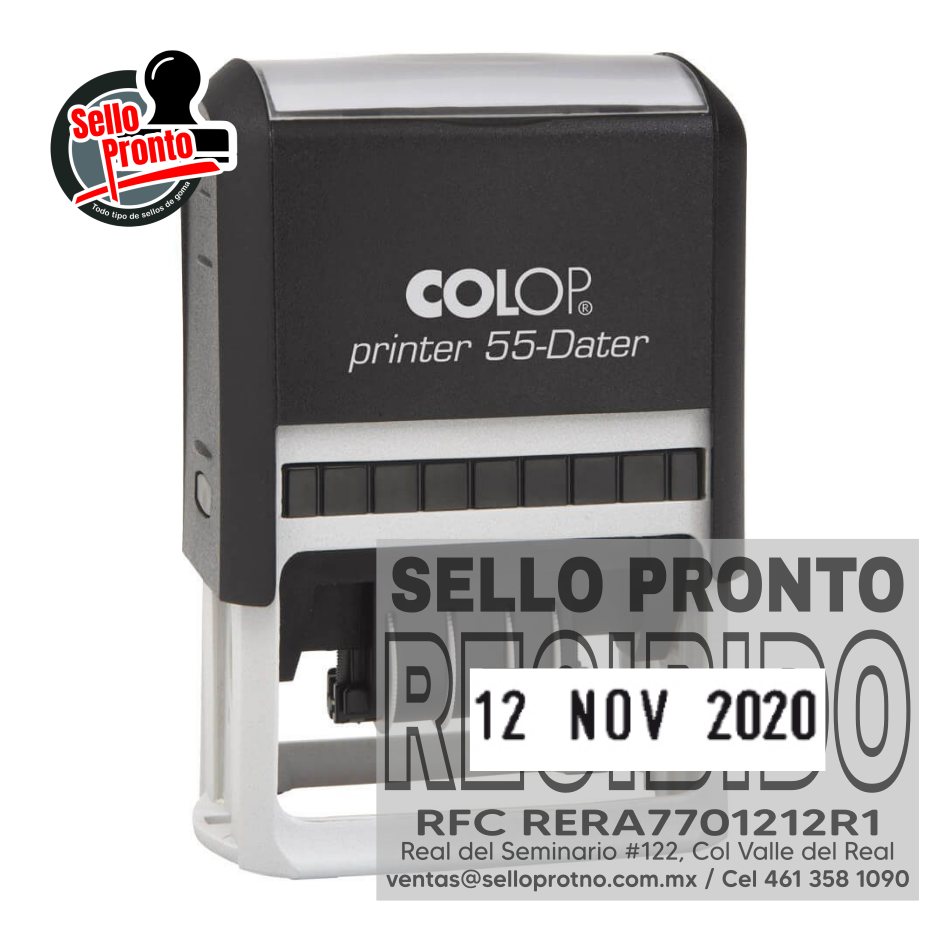 Sello
Pronto
Todo tipo de sellos de goma
COLOP®
printer 55-Dater
SELLO PRONTO
RECIBIDO
12 NOV 2020
RFC RERA7701212R1
Real del Seminario #122, Col Valle del Real
ventas@selloprotno.com.mx / Cel 461 358 1090